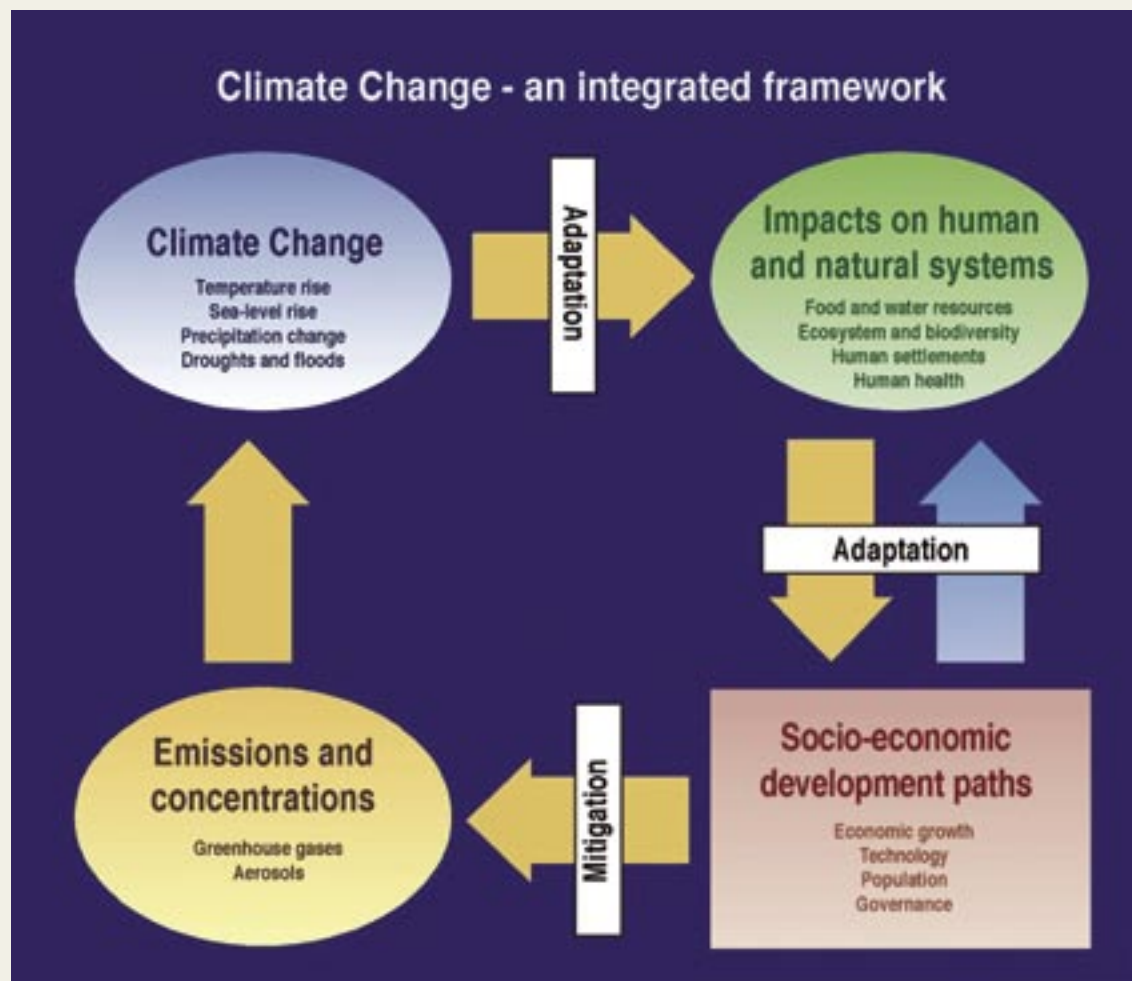 Climate Change - an integrated framework
Climate Change
Temperature rise
Sea-level rise
Precipitation change
Droughts and floods
Adaptation
Impacts on human
and natural systems
Food and water resources
Ecosystem and biodiversity
Human settlements
Human health
Adaptation
Emissions and
concentrations
Greenhouse gases
Aerosols
Mitigation
Socio-economic
development paths
Economic growth
Technology
Population
Governance